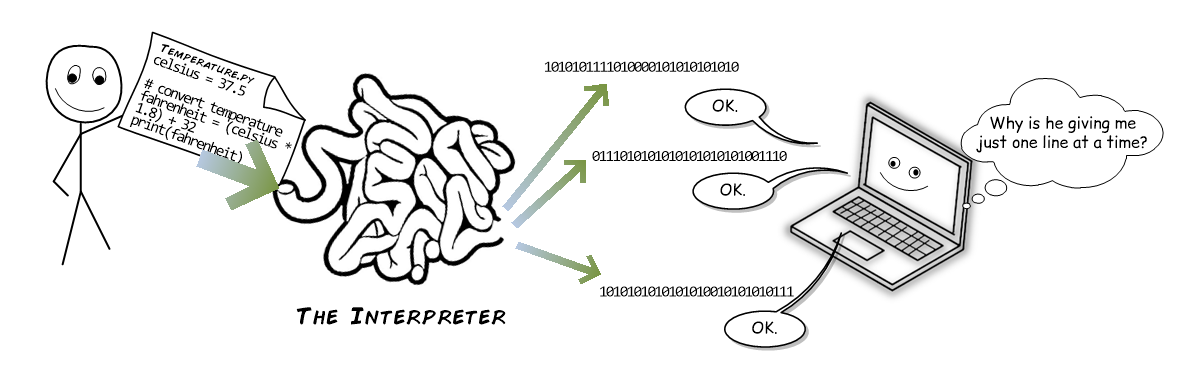 TEMPERATURE.PY
celsius = 37.5
# convert temperature
fahrenheit = (celsius *
1.8) + 32
print(fahrenheit)
THE INTERPRETER
1010101111010000101010101010
OK.
0111010101010101010101001110
OK.
1010101010101010010101010111
OK.
Why is he giving me
just one line at a time?